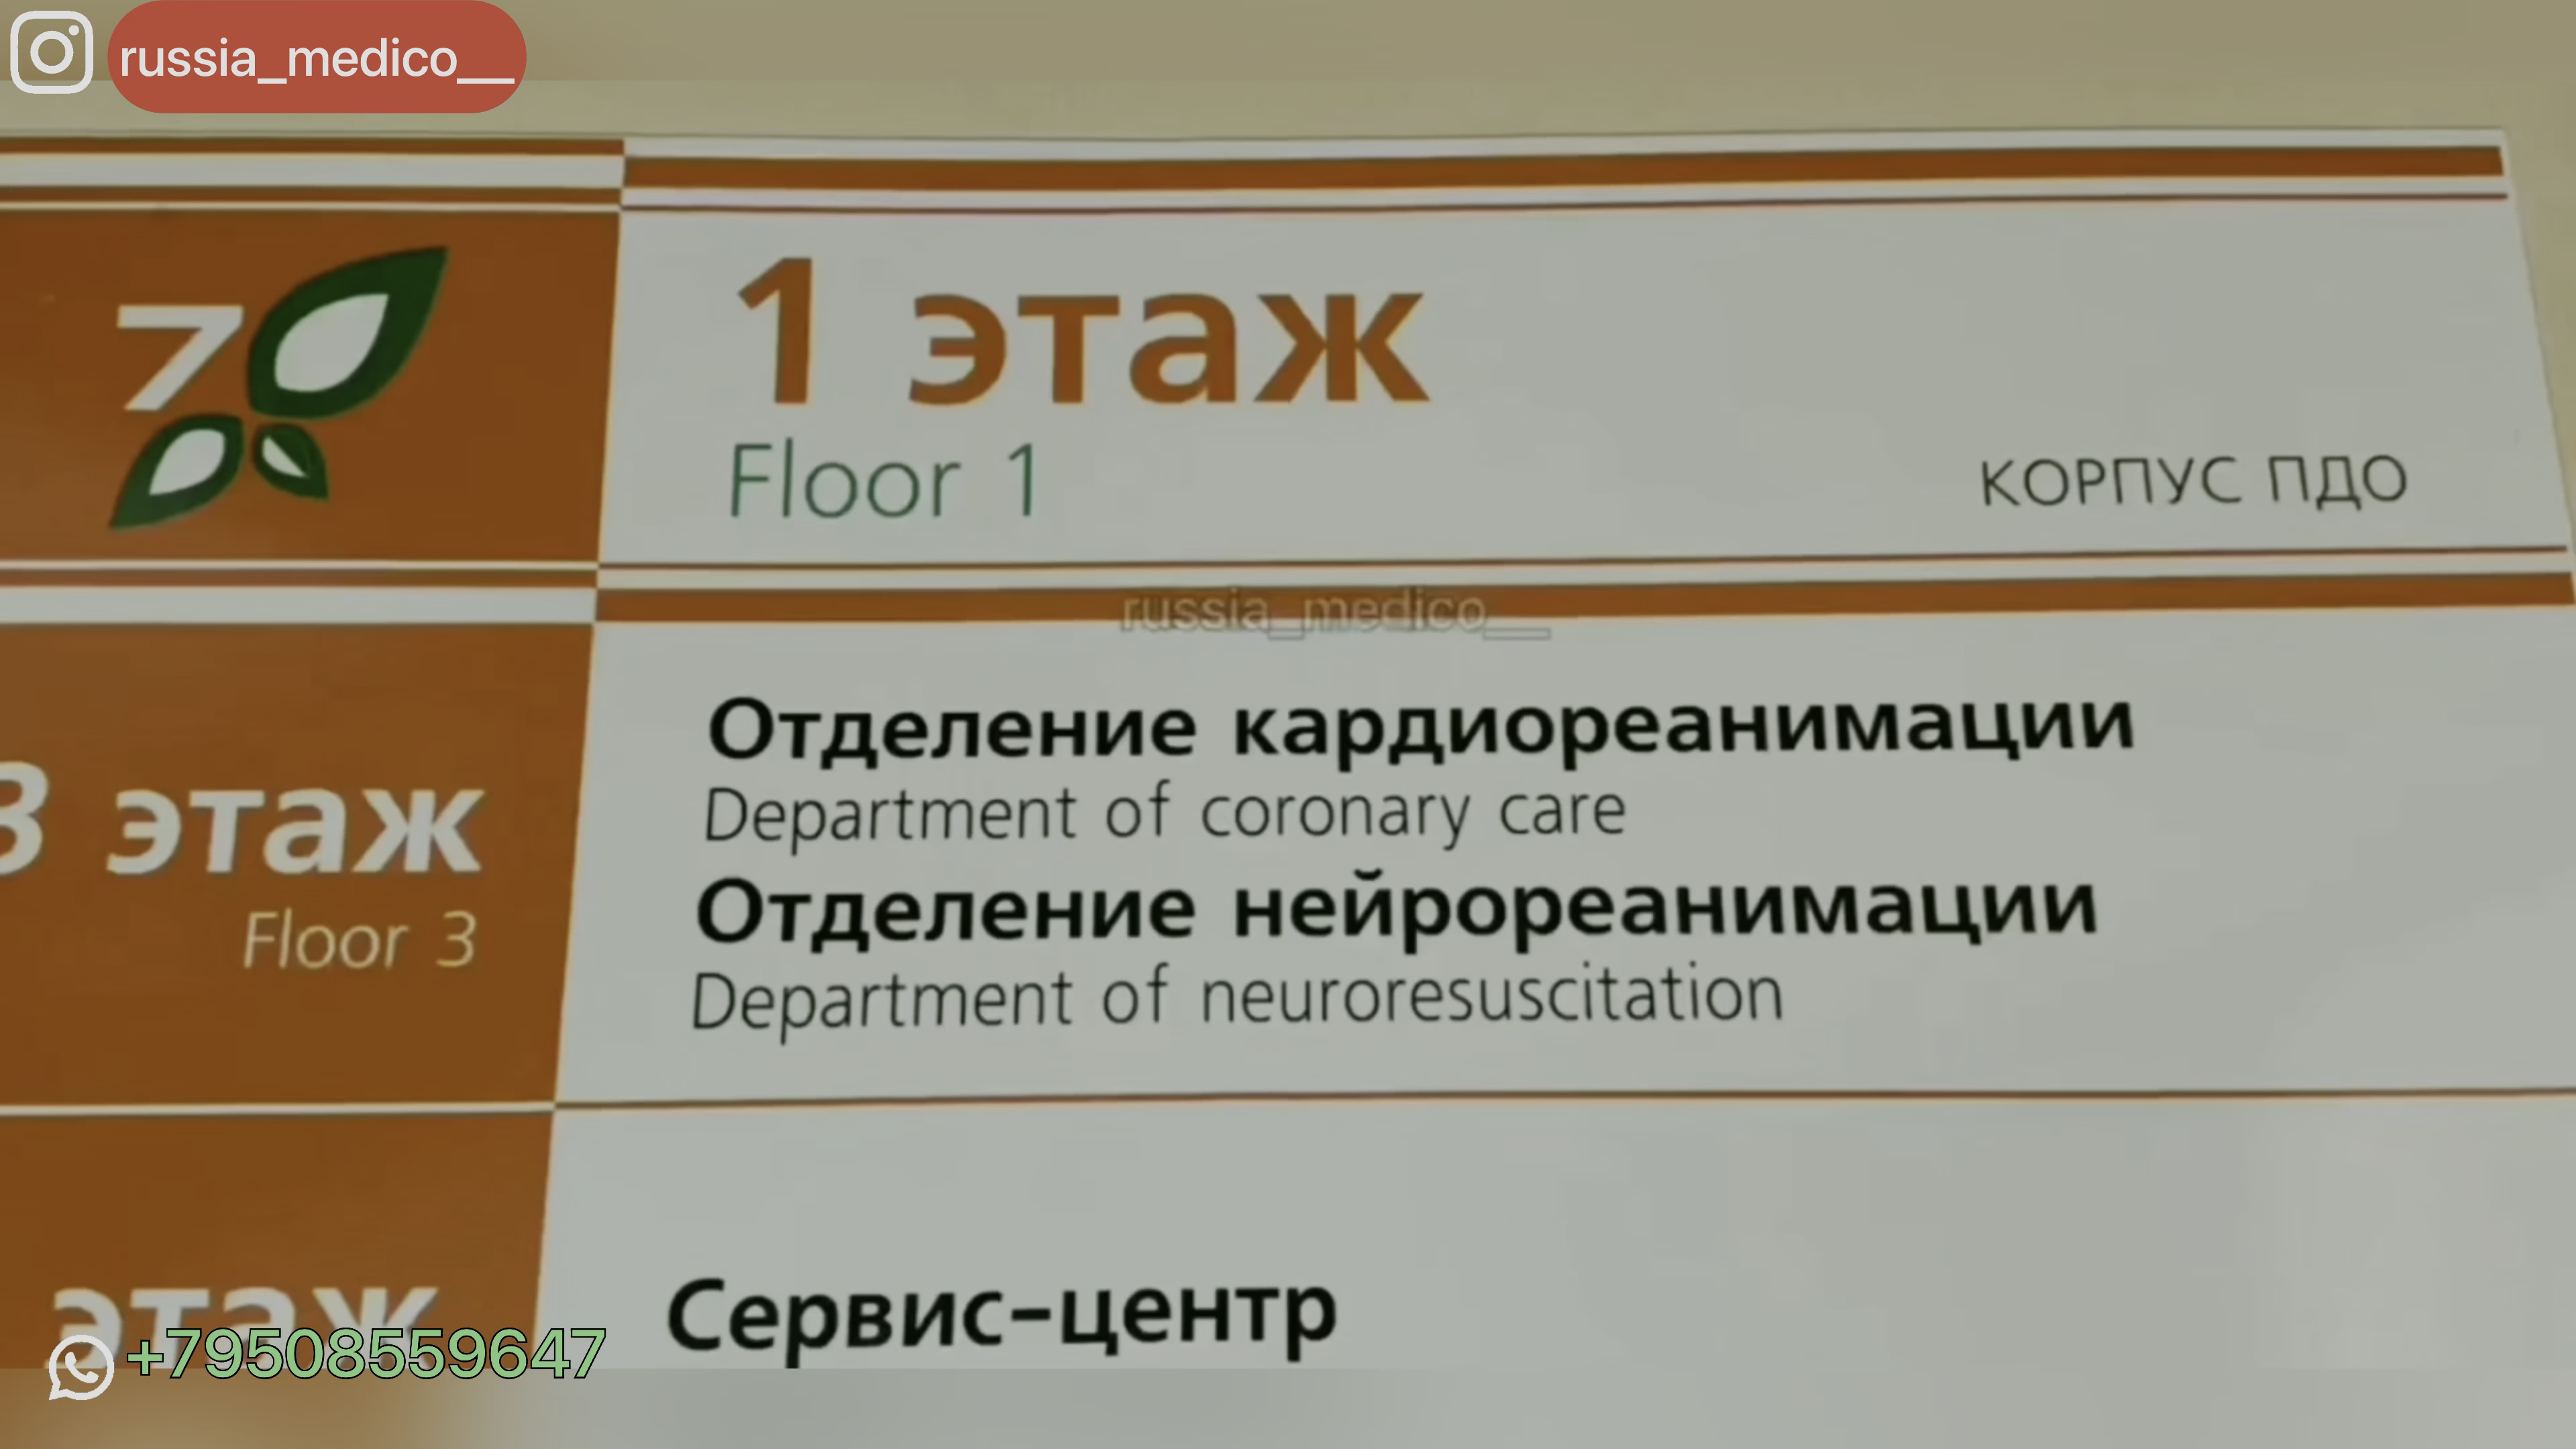 russia_medico__
7
1 этаж
Floor 1
КОРПУС ПДО
russia_medico__
3 этаж
Floor 3
Отделение кардиореанимации
Department of coronary care
Отделение нейрореанимации
Department of neuroresuscitation
этаж
Сервис-центр
+79508559647